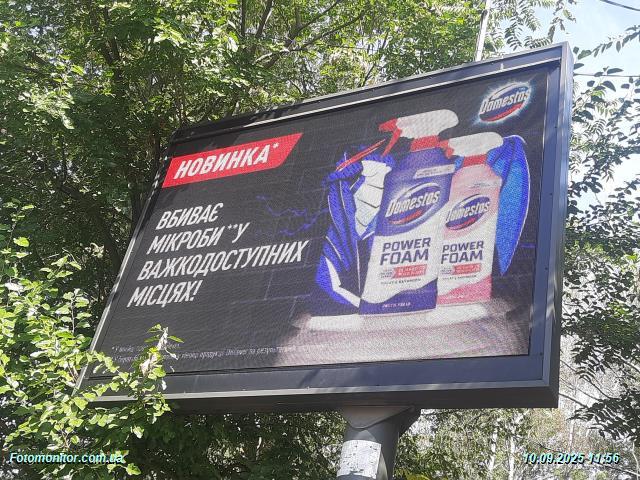 Domestos
НОВИНКА*
ВБИВАЄ
МІКРОБИ**У
ВАЖКОДОСТУПНИХ
МІСЦЯХ!
Domestos
POWER
FOAM
Domestos
POWER
FOAM
Fotomonitor.com.ua
10.09.2025 11:56